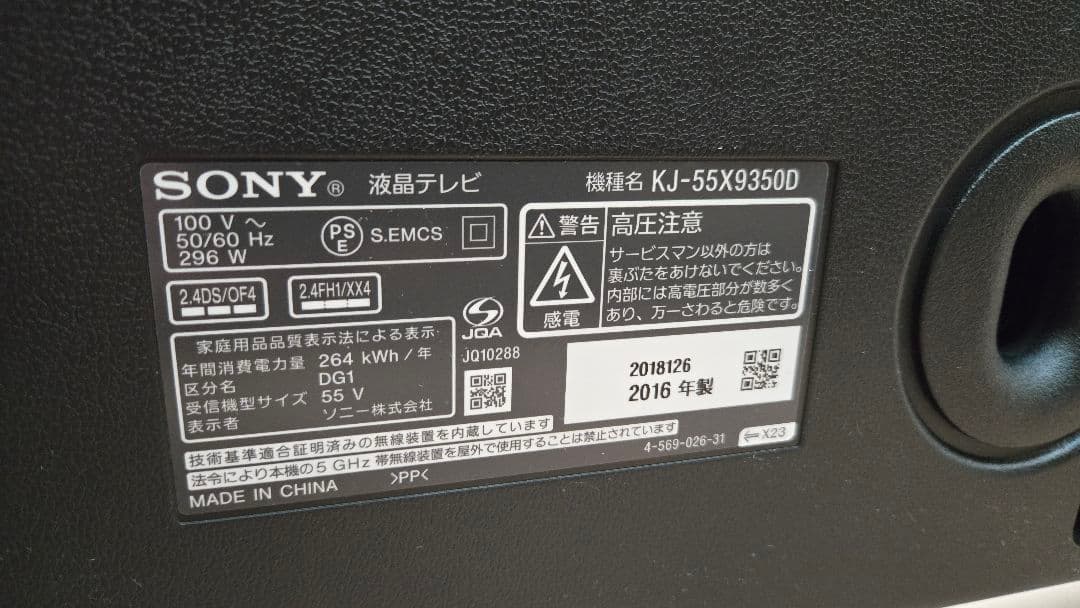 SONY® 液晶テレビ 機種名 KJ-55X9350D
100 V ～
50/60 Hz
296 W
PS
E
S.EMCS
2.4DS/OF4
2.4FH1/XX4
警告 高圧注意
感電
サービスマン以外の方は
裏ぶたをあけないでください。
内部には高電圧部分が数多く
あり、万一さわると危険です。
家庭用品品質表示法による表示
年間消費電力量 264 kWh / 年
区分名 DG1
受信機型サイズ 55 V
表示者 ソニー株式会社
JQA
JQ10288
2018126
2016 年製
技術基準適合証明済みの無線装置を内蔵しています
法令により本機の5 GHz 帯無線装置を屋外で使用することは禁止されています
MADE IN CHINA >PP<
4-569-026-31
X23